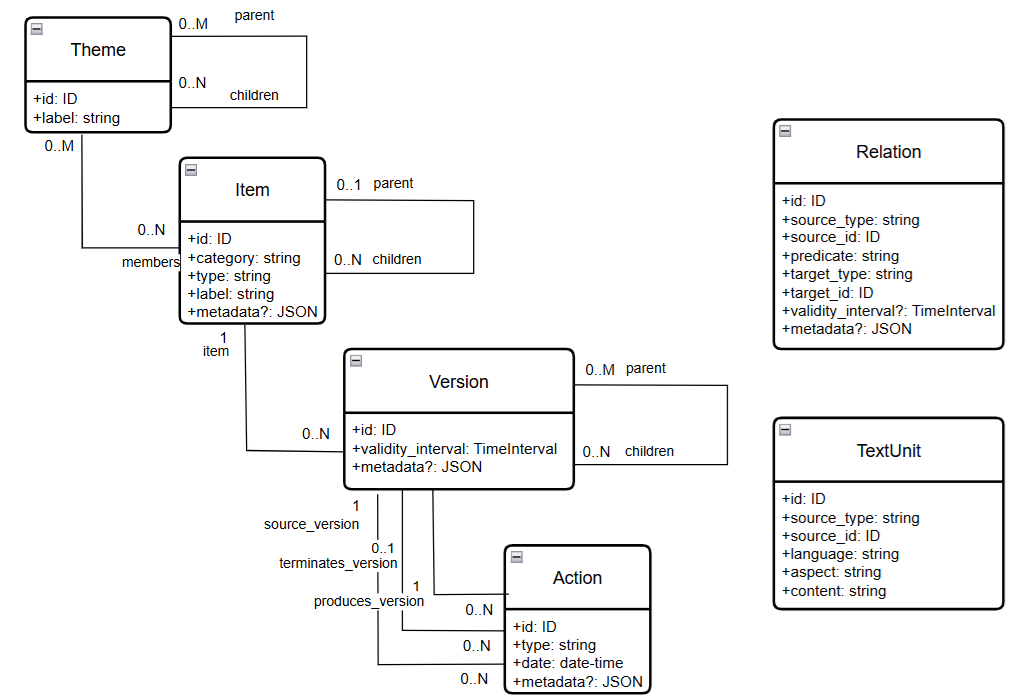 Theme
+id: ID
+label: string
0..M
parent
0..N
children
0..M
0..N
members
Item
+id: ID
+category: string
+type: string
+label: string
+metadata?: JSON
0..1
parent
0..N
children
1
item
0..N
Version
+id: ID
+validity_interval: TimeInterval
+metadata?: JSON
0..M
parent
0..N
children
1
source_version
0..1
terminates_version
1
produces_version
0..N
0..N
0..N
Action
+id: ID
+type: string
+date: date-time
+metadata?: JSON
Relation
+id: ID
+source_type: string
+source_id: ID
+predicate: string
+target_type: string
+target_id: ID
+validity_interval?: TimeInterval
+metadata?: JSON
TextUnit
+id: ID
+source_type: string
+source_id: ID
+language: string
+aspect: string
+content: string